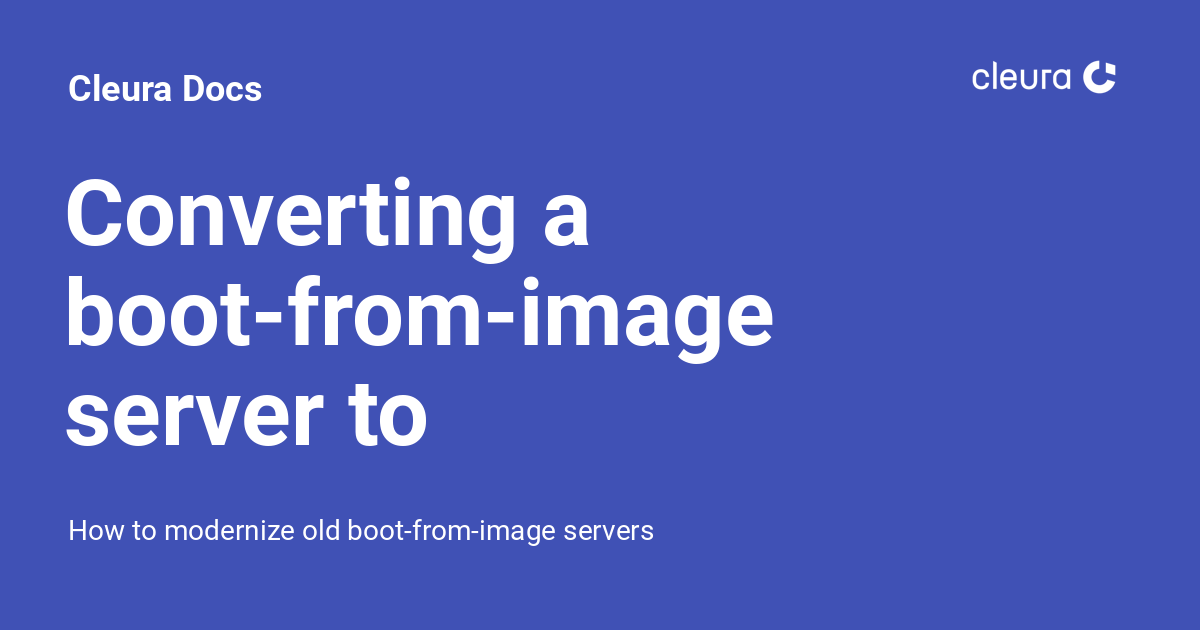 Cleura Docs
cleura
Converting a
boot-from-image
server to
How to modernize old boot-from-image servers